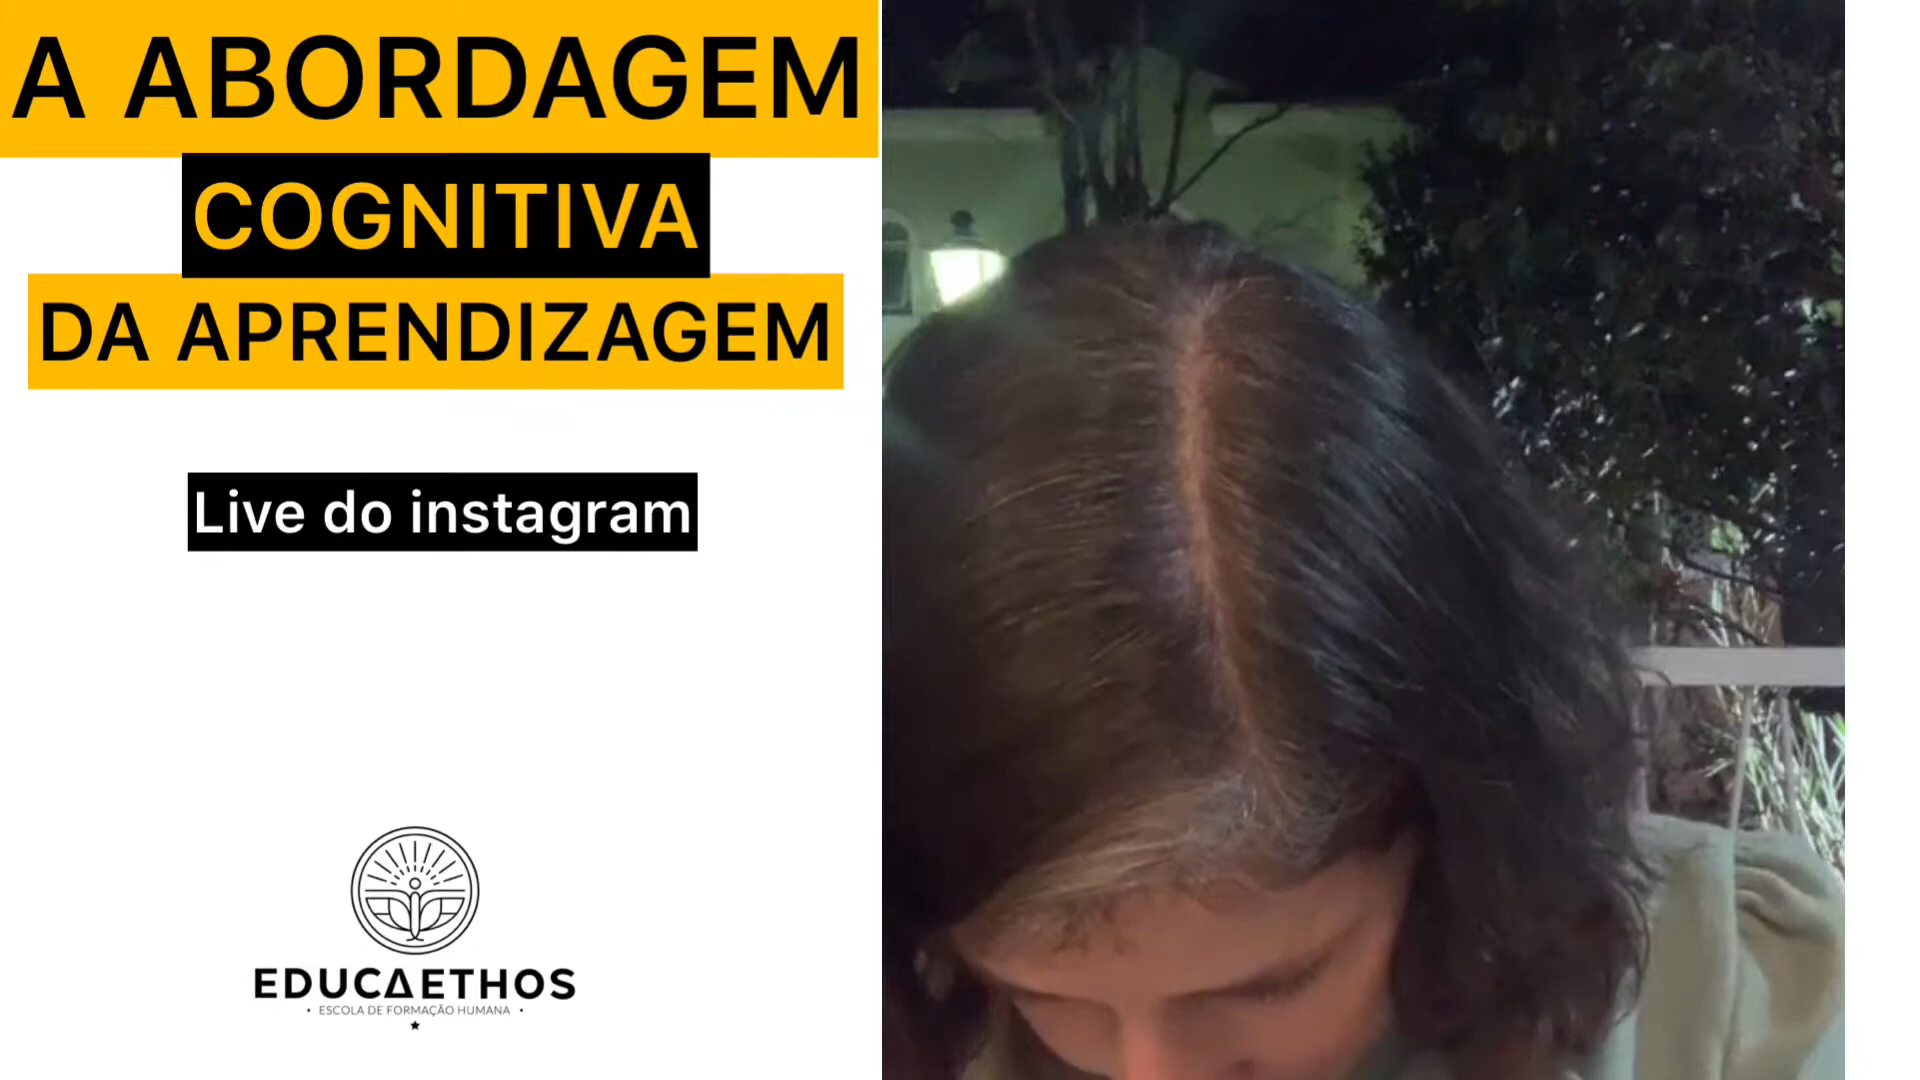 A ABORDAGEM
COGNITIVA
DA APRENDIZAGEM
Live do instagram
EDUCAETHOS
• ESCOLA DE FORMAÇÃO HUMANA •